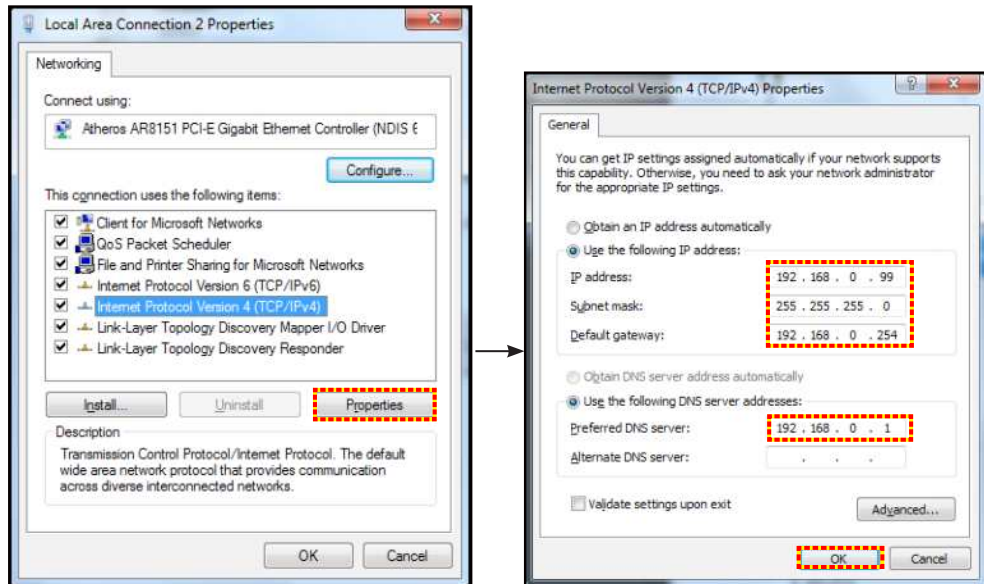 Local Area Connection 2 Properties
Networking
Connect using:
Atheros AR8151 PCI-E Gigabit Ethernet Controller (NDIS 6
Configure...
This connection uses the following items:
Client for Microsoft Networks
QoS Packet Scheduler
File and Printer Sharing for Microsoft Networks
Internet Protocol Version 6 (TCP/IPv6)
Internet Protocol Version 4 (TCP/IPv4)
Link-Layer Topology Discovery Mapper I/O Driver
Link-Layer Topology Discovery Responder
Install... Uninstall Properties
Description
Transmission Control Protocol/Internet Protocol. The default
wide area network protocol that provides communication
across diverse interconnected networks.
OK Cancel
Internet Protocol Version 4 (TCP/IPv4) Properties
General
You can get IP settings assigned automatically if your network supports
this capability. Otherwise, you need to ask your network administrator
for the appropriate IP settings.
Obtain an IP address automatically
Use the following IP address:
IP address: 192 . 168 . 0 . 99
Subnet mask: 255 . 255 . 255 . 0
Default gateway: 192 . 168 . 0 . 254
Obtain DNS server address automatically
Use the following DNS server addresses:
Preferred DNS server: 192 . 168 . 0 . 1
Alternate DNS server: . . .
Validate settings upon exit
Advanced...
OK Cancel